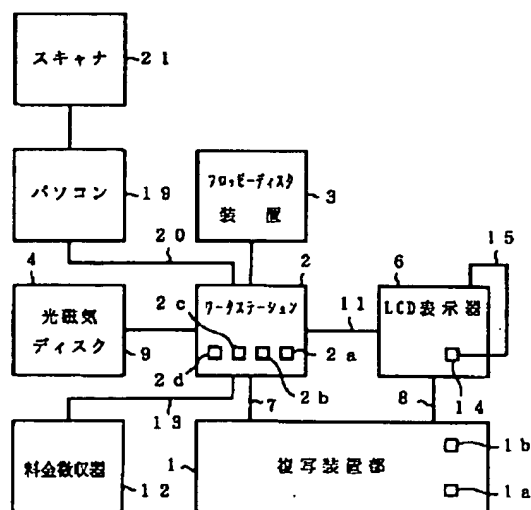 スキャナ
21
パソコン
19
フロッピーディスク
装置
3
20
4
2
6
15
光磁気
ディスク
9
ワークステーション
2c
2d
2b
2a
11
LCD表示器
14
13
7
8
料金徴収器
12
1
複写装置部
1b
1a